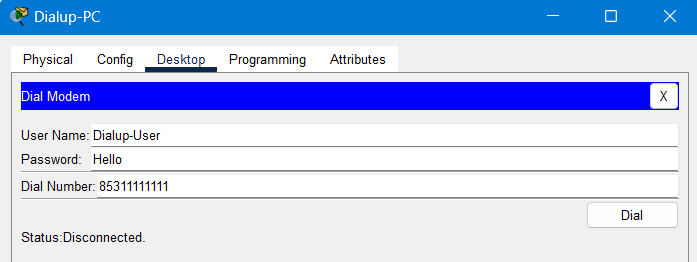 Dialup-PC
Physical Config Desktop Programming Attributes
Dial Modem X
User Name: Dialup-User
Password: Hello
Dial Number: 85311111111
Dial
Status:Disconnected.